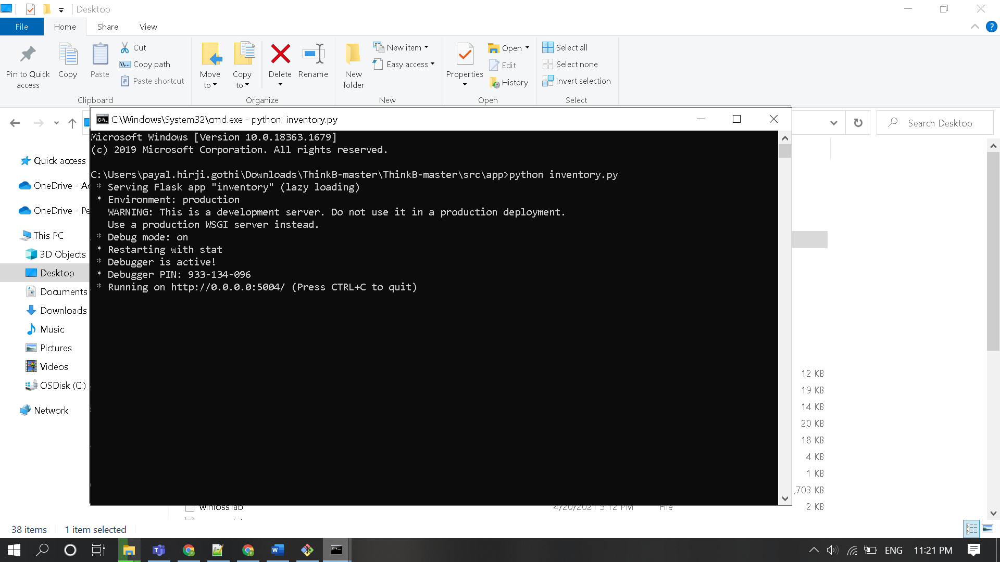 Desktop
File Home Share View
Pin to Quick access
Copy
Paste
Cut
Copy path
Paste shortcut
Clipboard
Move to
Copy to
Delete
Rename
Organize
New folder
New item
Easy access
New
Properties
Open
Edit
History
Open
Select all
Select none
Invert selection
Select
C:\Windows\System32\cmd.exe - python  inventory.py
Search Desktop
Microsoft Windows [Version 10.0.18363.1679]
(c) 2019 Microsoft Corporation. All rights reserved.
C:\Users\payal.hirji.gothi\Downloads\ThinkB-master\ThinkB-master\src\app>python inventory.py
* Serving Flask app "inventory" (lazy loading)
* Environment: production
WARNING: This is a development server. Do not use it in a production deployment.
Use a production WSGI server instead.
* Debug mode: on
* Restarting with stat
* Debugger is active!
* Debugger PIN: 933-134-096
* Running on http://0.0.0.0:5004/ (Press CTRL+C to quit)
Quick access
OneDrive - A
OneDrive - Pe
This PC
3D Objects
Desktop
Documents
Downloads
Music
Pictures
Videos
OSDisk (C:)
Network
12 KB
19 KB
14 KB
20 KB
18 KB
4 KB
1 KB
,703 KB
4/20/2021 5:12 PM File 2 KB
38 items 1 item selected
ENG 11:21 PM